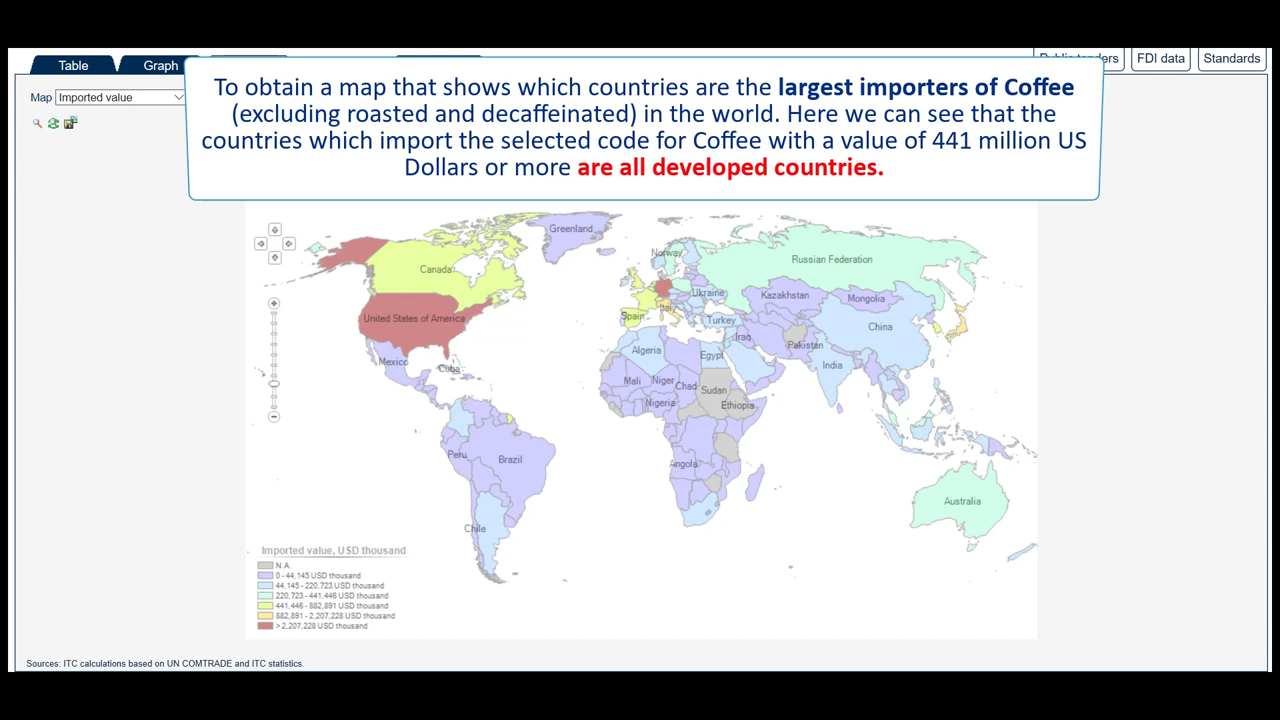 Table
Graph
Public tenders
FDI data
Standards
To obtain a map that shows which countries are the largest importers of Coffee
(excluding roasted and decaffeinated) in the world. Here we can see that the
countries which import the selected code for Coffee with a value of 441 million US
Dollars or more are all developed countries.
Map
Imported value
Greenland
Norway
Russian Federation
Canada
Ukraine
Kazakhstan
Mongolia
United States of America
Spain
Italy
Turkey
China
Iraq
Pakistan
Algeria
Egypt
India
Mexico
Cuba
Mali
Niger
Chad
Sudan
Nigeria
Ethiopia
Peru
Brazil
Angola
Australia
Chile
Imported value, USD thousand
N.A.
0 - 44,145 USD thousand
44,145 - 220,723 USD thousand
220,723 - 441,446 USD thousand
441,446 - 882,891 USD thousand
882,891 - 2,207,228 USD thousand
> 2,207,228 USD thousand
Sources: ITC calculations based on UN COMTRADE and ITC statistics.